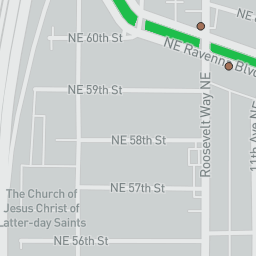 NE 60th St
NE Ravenna Blvd
NE 59th St
Roosevelt Way NE
11th Ave NE
NE 58th St
NE 57th St
The Church of
Jesus Christ of
Latter-day Saints
NE 56th St